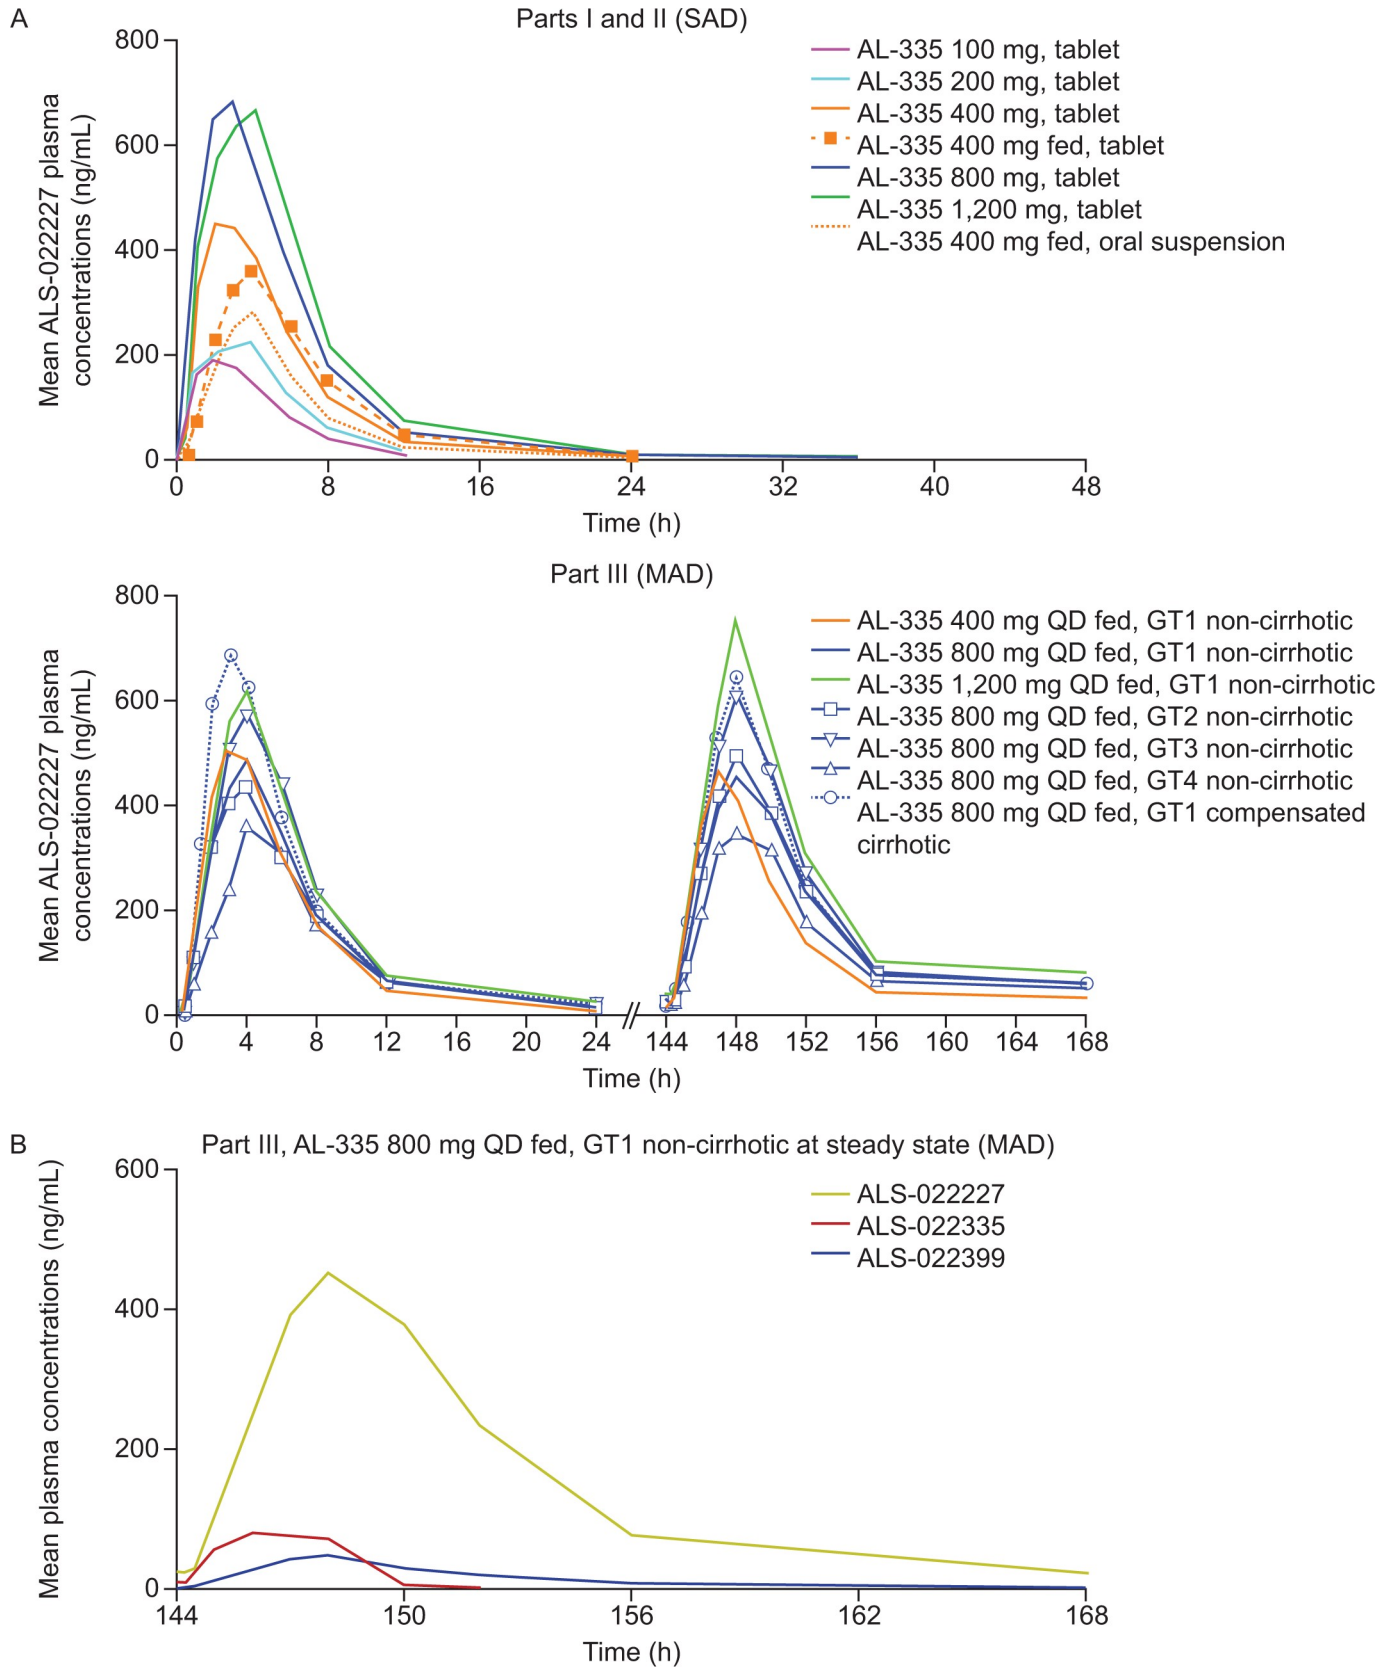 A
Parts I and II (SAD)
Mean ALS-022227 plasma
concentrations (ng/mL)
800
600
400
200
0
AL-335 100 mg, tablet
AL-335 200 mg, tablet
AL-335 400 mg, tablet
AL-335 400 mg fed, tablet
AL-335 800 mg, tablet
AL-335 1,200 mg, tablet
AL-335 400 mg fed, oral suspension
0 8 16 24 32 40 48
Time (h)
Part III (MAD)
Mean ALS-022227 plasma
concentrations (ng/mL)
800
600
400
200
0
AL-335 400 mg QD fed, GT1 non-cirrhotic
AL-335 800 mg QD fed, GT1 non-cirrhotic
AL-335 1,200 mg QD fed, GT1 non-cirrhotic
AL-335 800 mg QD fed, GT2 non-cirrhotic
AL-335 800 mg QD fed, GT3 non-cirrhotic
AL-335 800 mg QD fed, GT4 non-cirrhotic
AL-335 800 mg QD fed, GT1 compensated
cirrhotic
0 4 8 12 16 20 24 144 148 152 156 160 164 168
Time (h)
B
Part III, AL-335 800 mg QD fed, GT1 non-cirrhotic at steady state (MAD)
Mean plasma concentrations (ng/mL)
600
400
200
0
ALS-022227
ALS-022335
ALS-022399
144 150 156 162 168
Time (h)